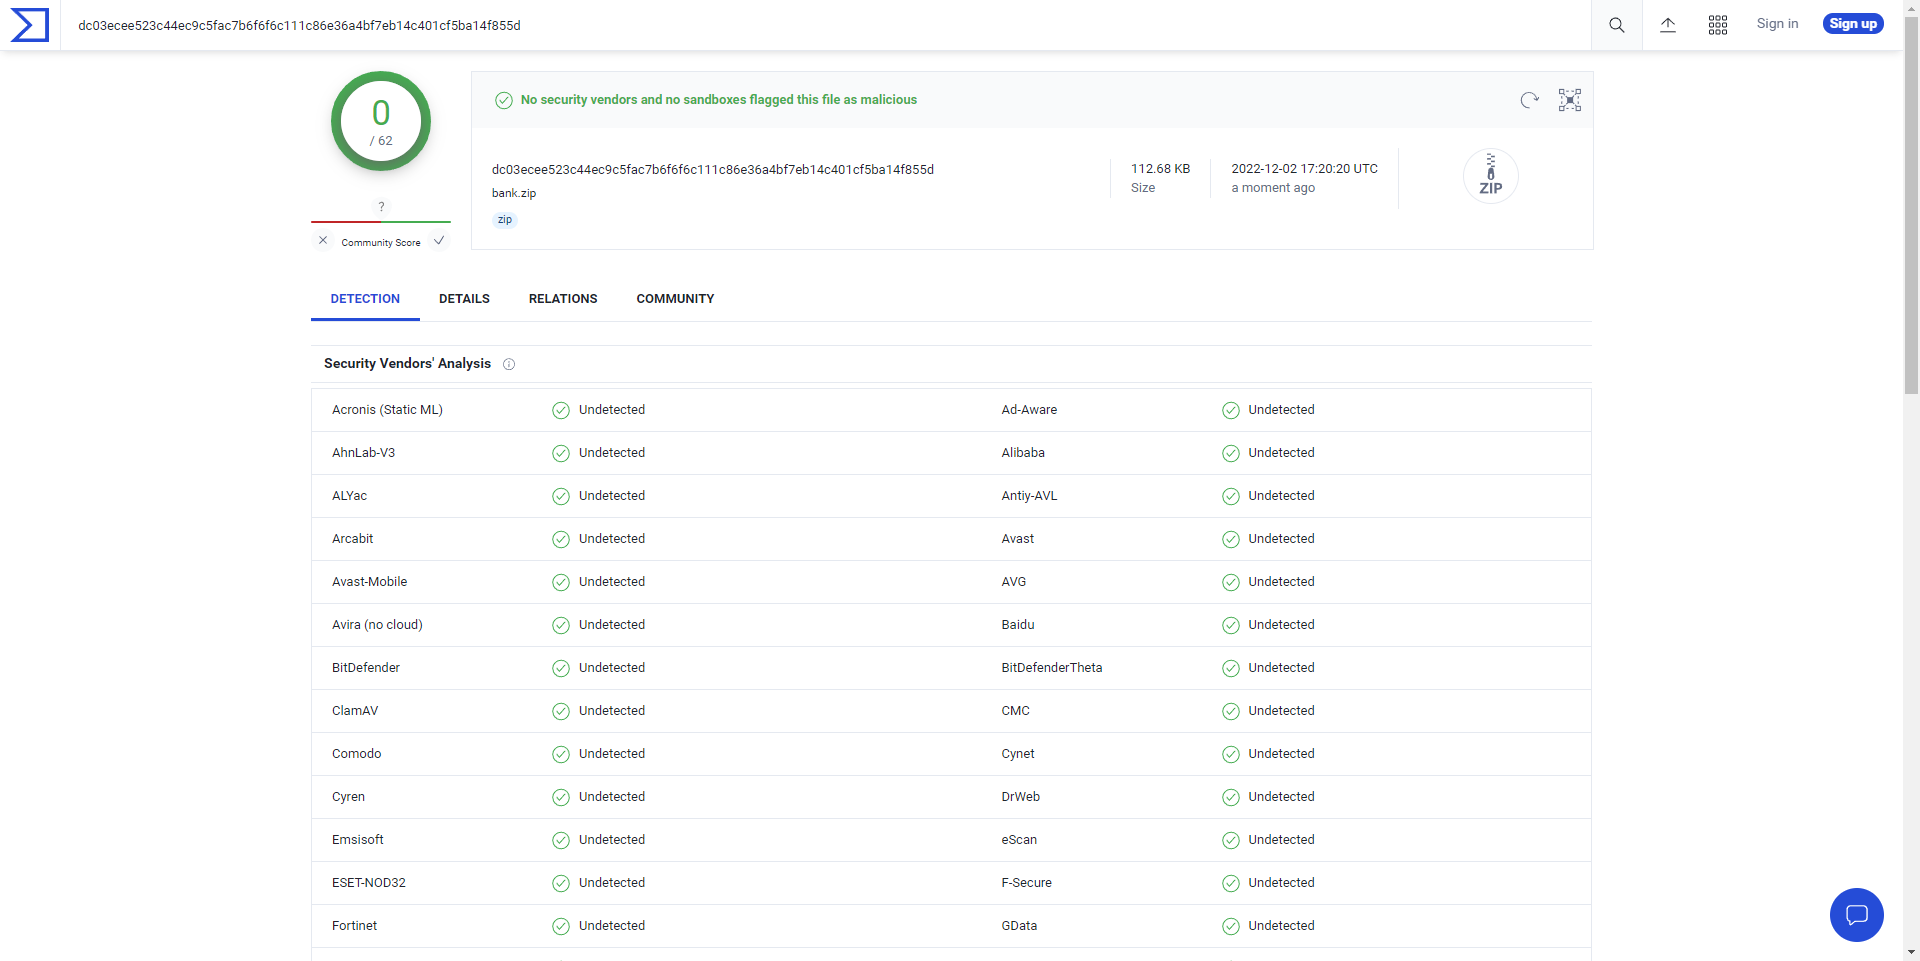 dc03ecee523c44ec9c5fac7b6f6f6c111c86e36a4bf7eb14c401cf5ba14f855d
Sign in
Sign up
0
/ 62
?
Community Score
No security vendors and no sandboxes flagged this file as malicious
dc03ecee523c44ec9c5fac7b6f6f6c111c86e36a4bf7eb14c401cf5ba14f855d
bank.zip
zip
112.68 KB
Size
2022-12-02 17:20:20 UTC
a moment ago
ZIP
DETECTION DETAILS RELATIONS COMMUNITY
Security Vendors' Analysis
Acronis (Static ML) Undetected Ad-Aware Undetected
AhnLab-V3 Undetected Alibaba Undetected
ALYac Undetected Antiy-AVL Undetected
Arcabit Undetected Avast Undetected
Avast-Mobile Undetected AVG Undetected
Avira (no cloud) Undetected Baidu Undetected
BitDefender Undetected BitDefenderTheta Undetected
ClamAV Undetected CMC Undetected
Comodo Undetected Cynet Undetected
Cyren Undetected DrWeb Undetected
Emsisoft Undetected eScan Undetected
ESET-NOD32 Undetected F-Secure Undetected
Fortinet Undetected GData Undetected